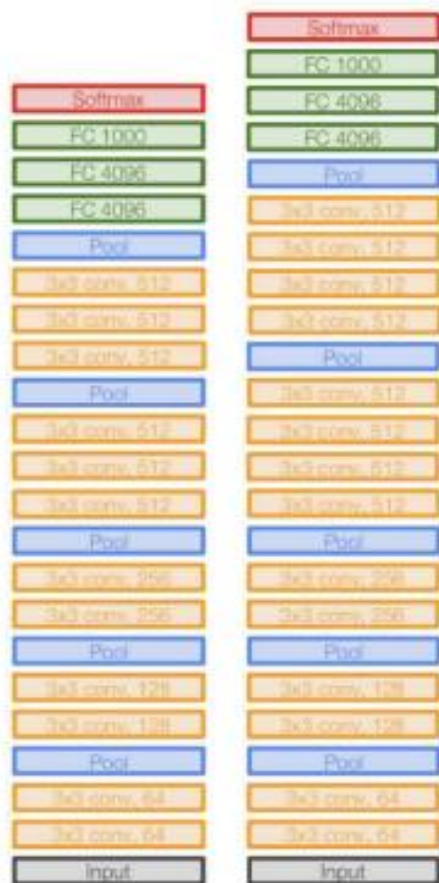 Softmax
FC 1000
FC 4096
FC 4096
Pool
3x3 conv, 512
3x3 conv, 512
3x3 conv, 512
Pool
3x3 conv, 512
3x3 conv, 512
3x3 conv, 512
Pool
3x3 conv, 256
3x3 conv, 256
Pool
3x3 conv, 128
3x3 conv, 128
Pool
3x3 conv, 64
3x3 conv, 64
Input
Softmax
FC 1000
FC 4096
FC 4096
Pool
3x3 conv, 512
3x3 conv, 512
3x3 conv, 512
3x3 conv, 512
Pool
3x3 conv, 512
3x3 conv, 512
3x3 conv, 512
3x3 conv, 512
Pool
3x3 conv, 256
3x3 conv, 256
Pool
3x3 conv, 128
3x3 conv, 128
Pool
3x3 conv, 64
3x3 conv, 64
Input